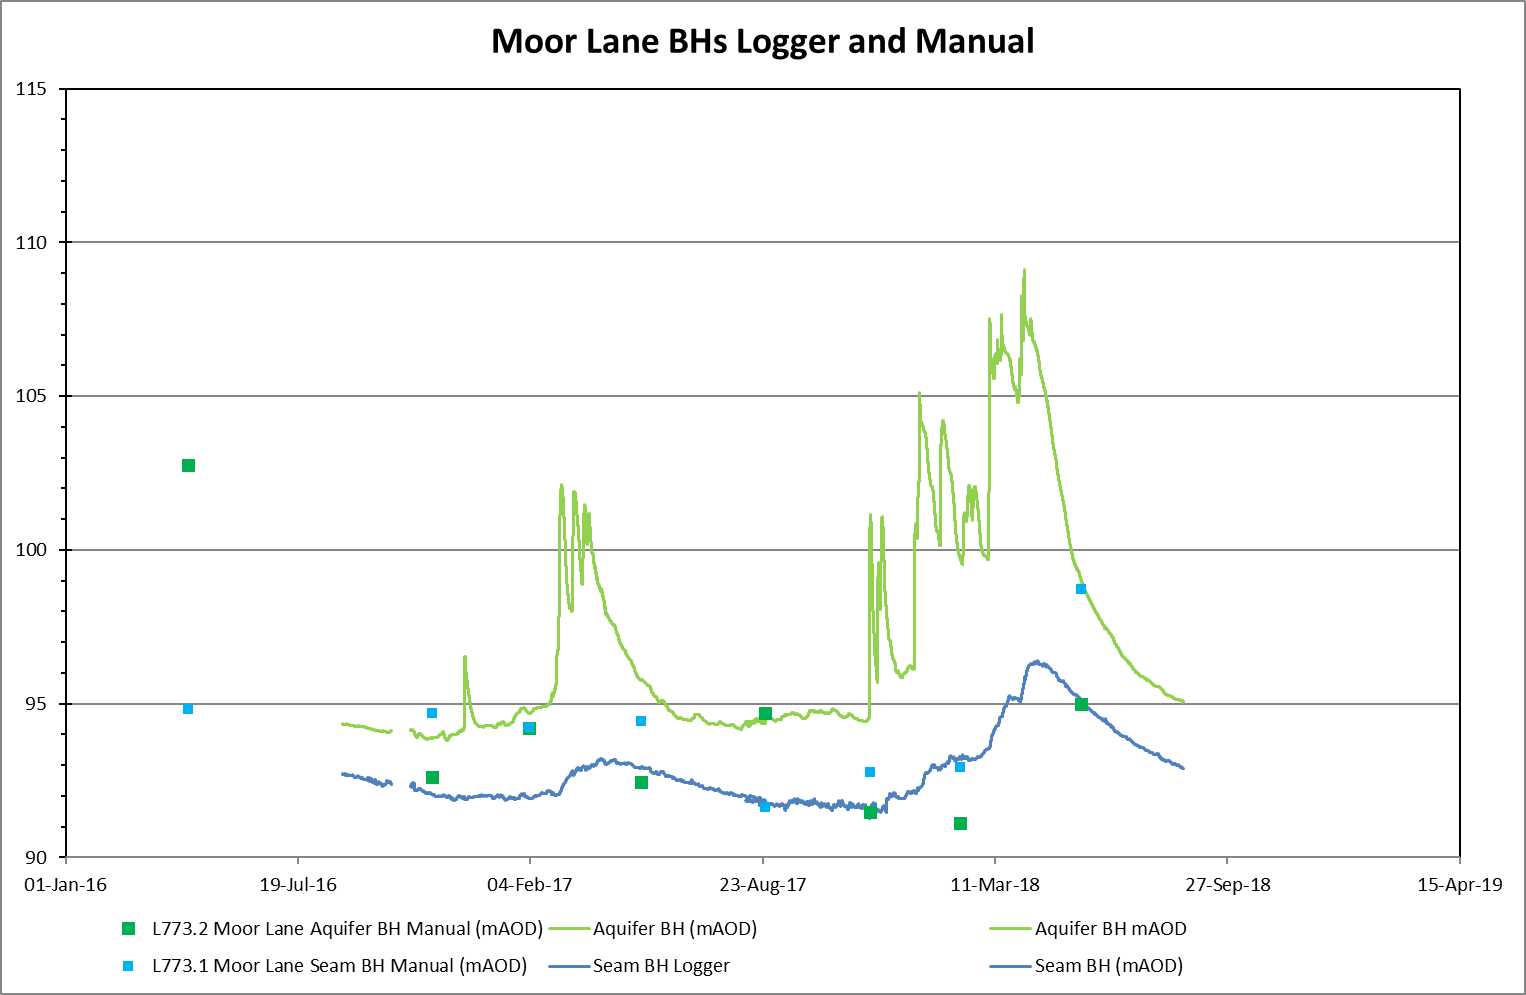 Moor Lane BHs Logger and Manual
115
110
105
100
95
90
01-Jan-16 19-Jul-16 04-Feb-17 23-Aug-17 11-Mar-18 27-Sep-18 15-Apr-19
L773.2 Moor Lane Aquifer BH Manual (mAOD) Aquifer BH (mAOD) Aquifer BH mAOD
L773.1 Moor Lane Seam BH Manual (mAOD) Seam BH Logger Seam BH (mAOD)